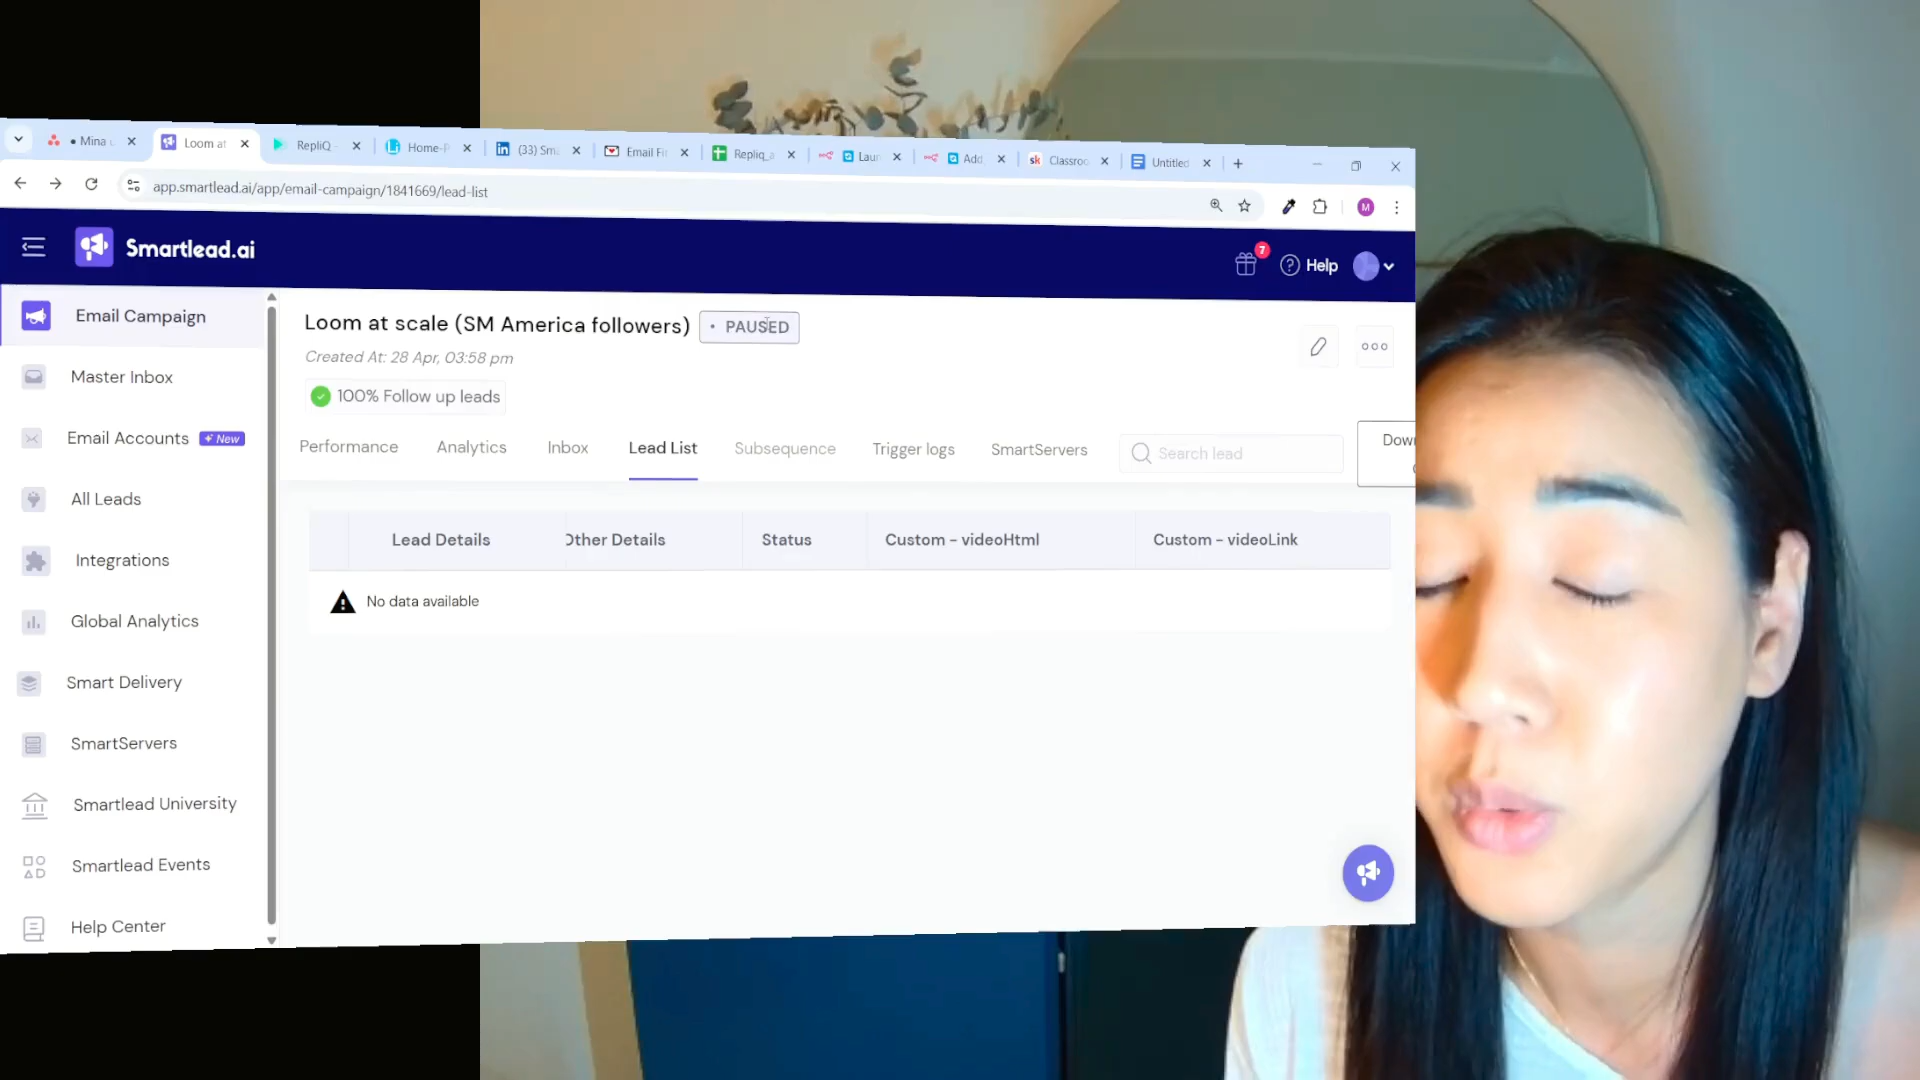 Mina
Loom at
RepliQ
Home-P
(33) Sma
Email Fi
Repliq_a
Laun
Add
Classroo
Untitled
app.smartlead.ai/app/email-campaign/1841669/lead-list
M
Smartlead.ai
7
Help
Email Campaign
Master Inbox
Email Accounts New
All Leads
Integrations
Global Analytics
Smart Delivery
SmartServers
Smartlead University
Smartlead Events
Help Center
Loom at scale (SM America followers) • PAUSED
Created At: 28 Apr, 03:58 pm
100% Follow up leads
Performance Analytics Inbox Lead List Subsequence Trigger logs SmartServers Search lead Dow
Lead Details Other Details Status Custom - videoHtml Custom - videoLink
No data available